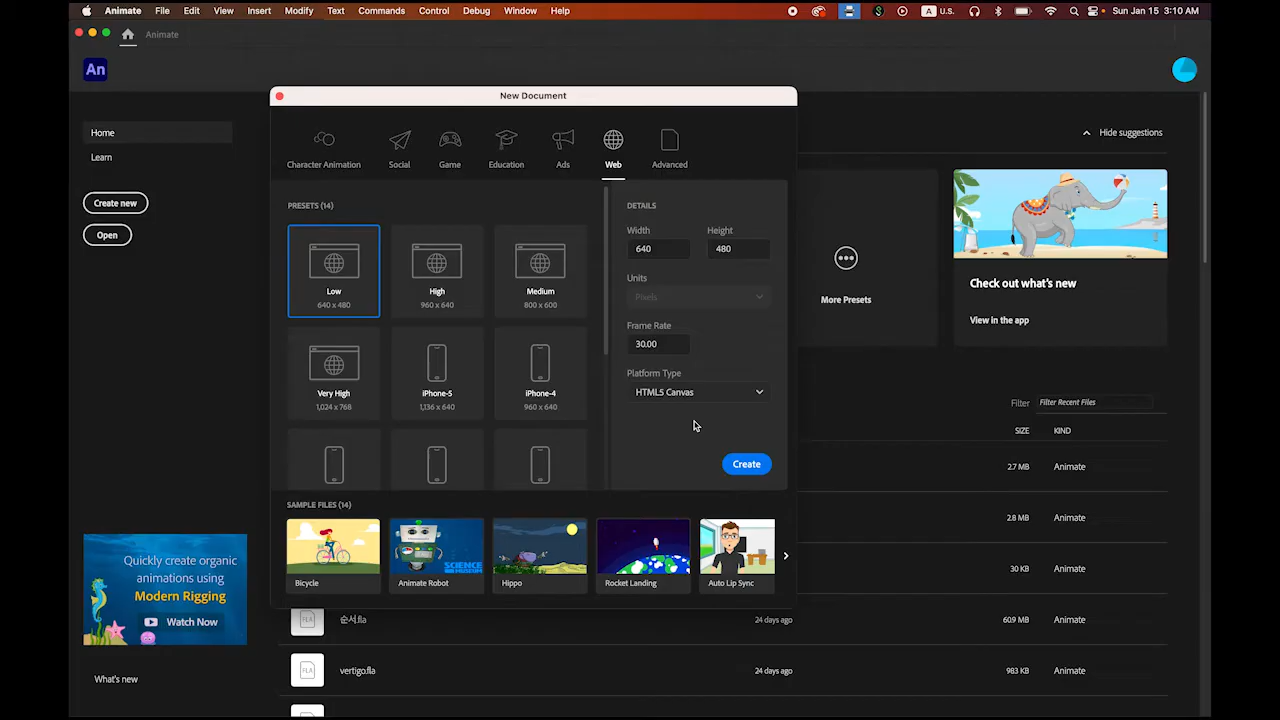 Animate File Edit View Insert Modify Text Commands Control Debug Window Help A U.S. Sun Jan 15 3:10 AM
Animate
An
New Document
Home
Learn
Create new
Open
Character Animation Social Game Education Ads Web Advanced
Hide suggestions
PRESETS (14)
Low
640 x 480
High
960 x 640
Medium
800 x 600
Very High
1,024 x 768
iPhone-5
1,136 x 640
iPhone-4
960 x 640
DETAILS
Width Height
640 480
Units
Pixels
Frame Rate
30.00
Platform Type
HTML5 Canvas
Create
More Presets
Check out what's new
View in the app
Filter Filter Recent Files
SIZE KIND
2.7 MB Animate
2.8 MB Animate
30 KB Animate
SAMPLE FILES (14)
SCIENCE
MUSEUM
Bicycle Animate Robot Hippo Rocket Landing Auto Lip Sync
Quickly create organic
animations using
Modern Rigging
Watch Now
What's new
FLA 순서.fla 24 days ago 60.9 MB Animate
FLA vertigo.fla 24 days ago 983 KB Animate